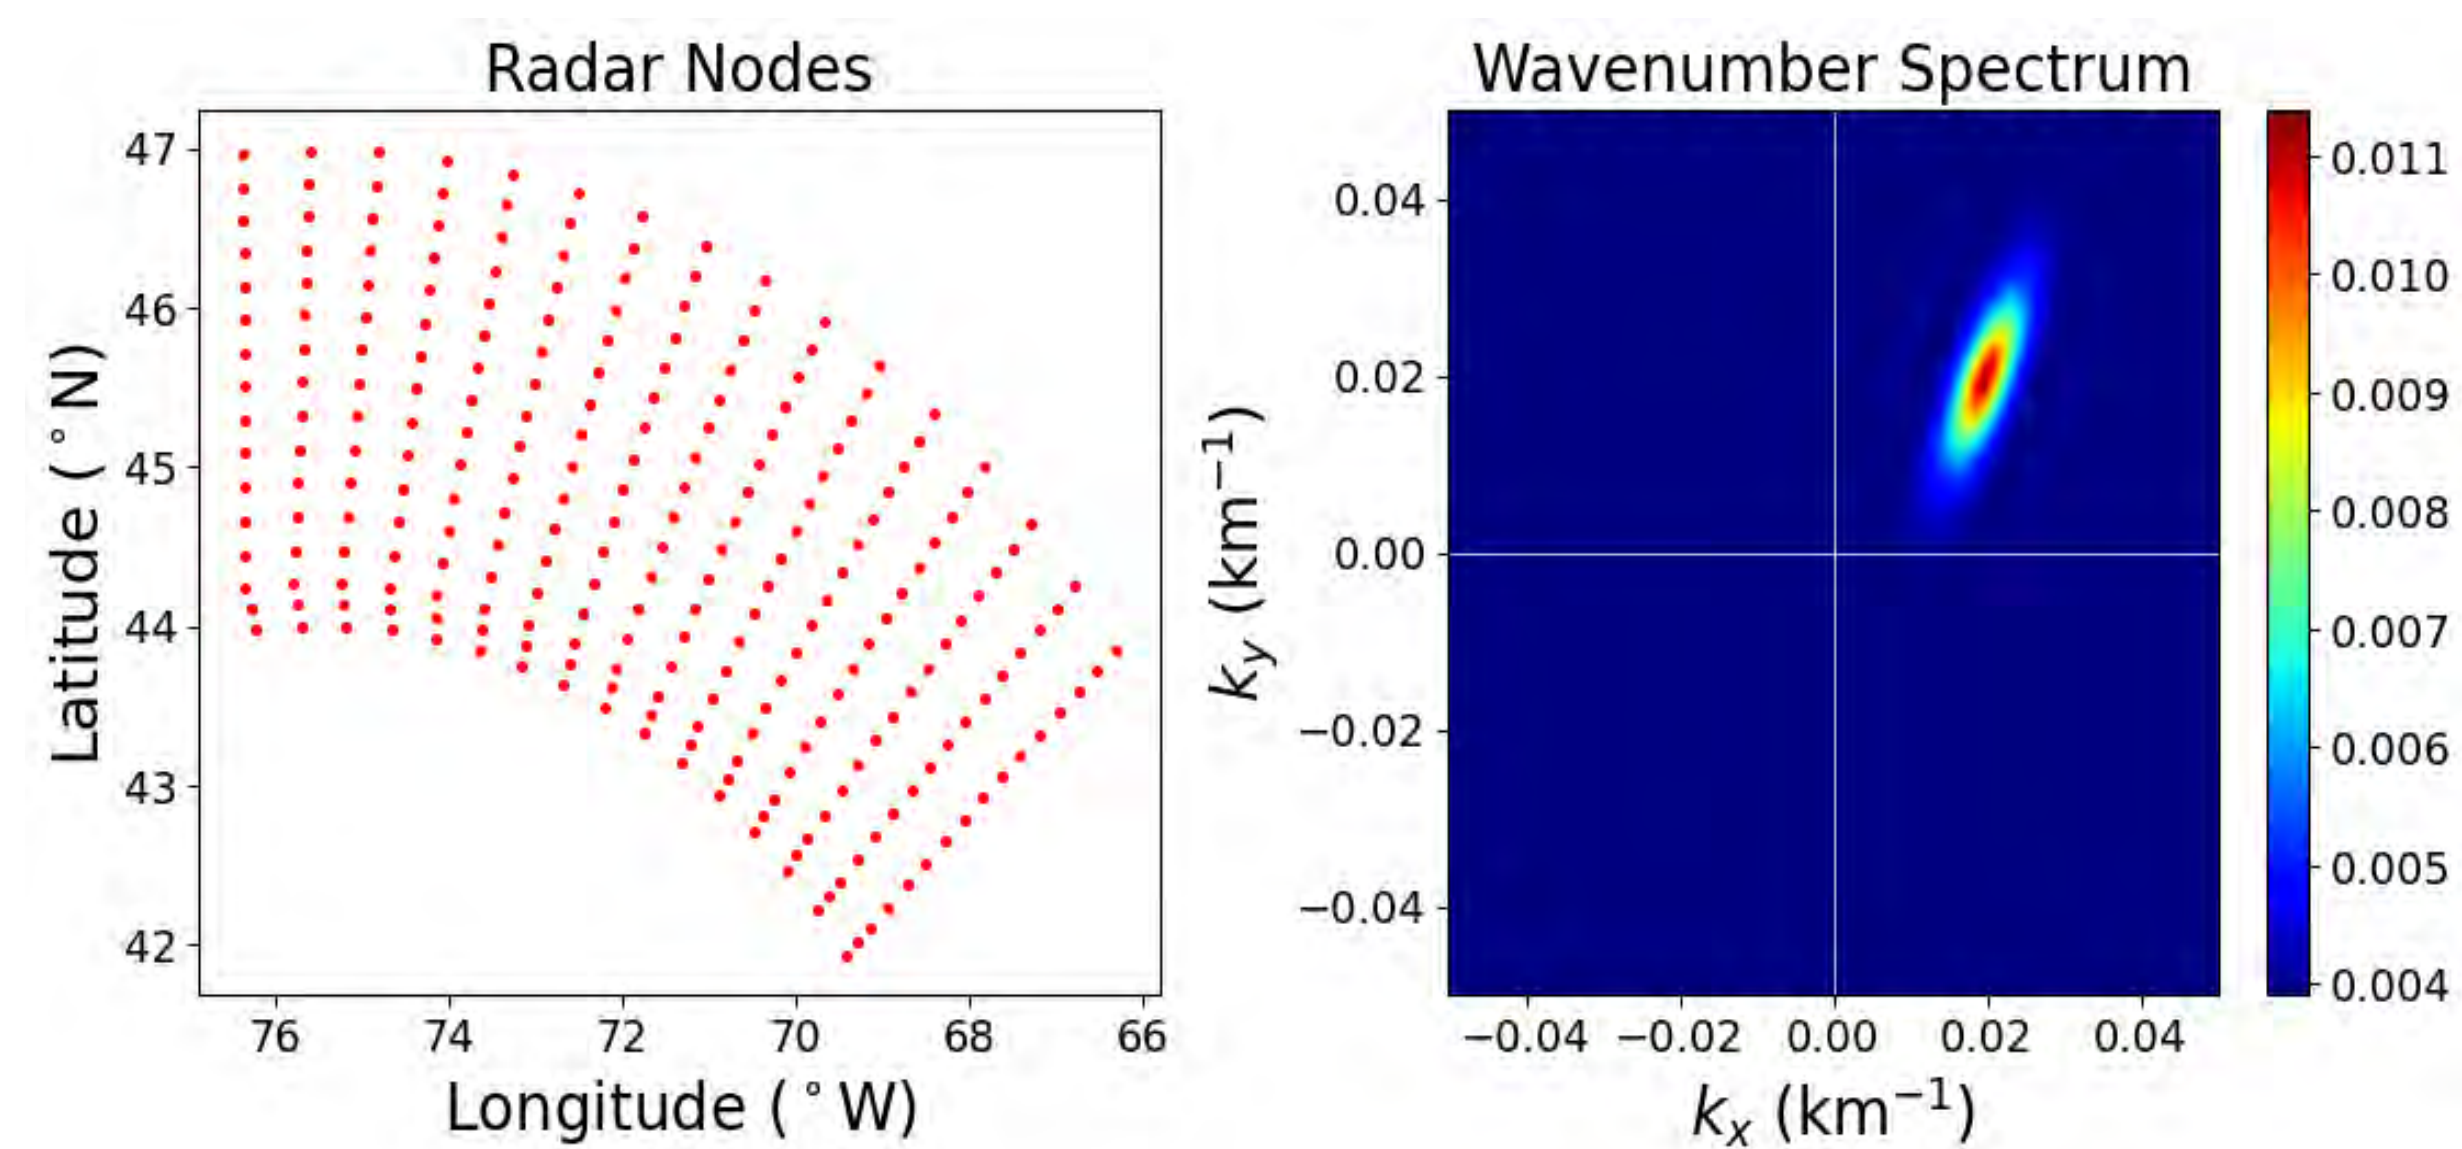 Radar Nodes
47
46
45
44
43
42
Latitude (°N)
76 74 72 70 68 66
Longitude (°W)
Wavenumber Spectrum
0.04
0.02
0.00
−0.02
−0.04
k_y (km⁻¹)
−0.04 −0.02 0.00 0.02 0.04
k_x (km⁻¹)
0.011
0.010
0.009
0.008
0.007
0.006
0.005
0.004